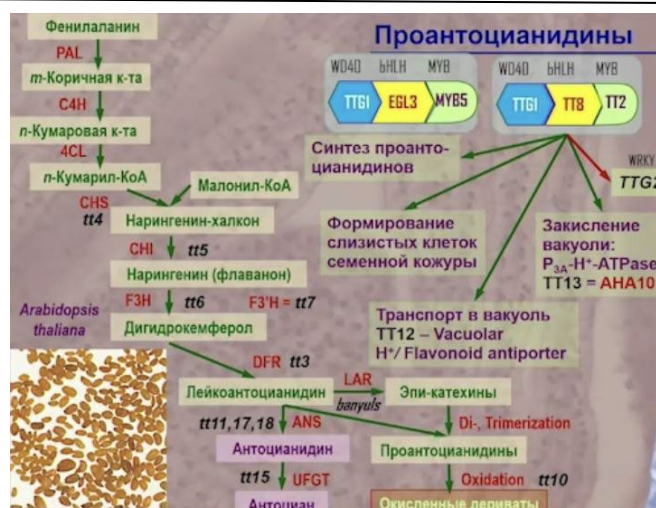 Проантоцианидины
Фенилаланин
PAL
m-Коричная к-та
C4H
n-Кумаровая к-та
4CL
n-Кумарил-КоА
Малонил-КоА
CHS
tt4
Нарингенин-халкон
CHI tt5
Нарингенин (флаванон)
F3H tt6 F3'H = tt7
Arabidopsis
thaliana
Дигидрокемферол
DFR tt3
Лейкоантоцианидин
LAR
banyuls
Эпи-катехины
tt11,17,18 ANS
Di-, Trimerization
Антоцианидин
Проантоцианидины
tt15 UFGT
Oxidation tt10
Антоциан
Окисленные дериваты
WD40 bHLH MYB
TTG1 EGL3 MYB5
WD40 bHLH MYB
TTG1 TT8 TT2
Синтез проанто-
цианидинов
WRKY
TTG2
Формирование
слизистых клеток
семенной кожуры
Закисление
вакуоли:
P3A-H+-ATPase
TT13 = AHA10
Транспорт в вакуоль
TT12 – Vacuolar
H+/ Flavonoid antiporter